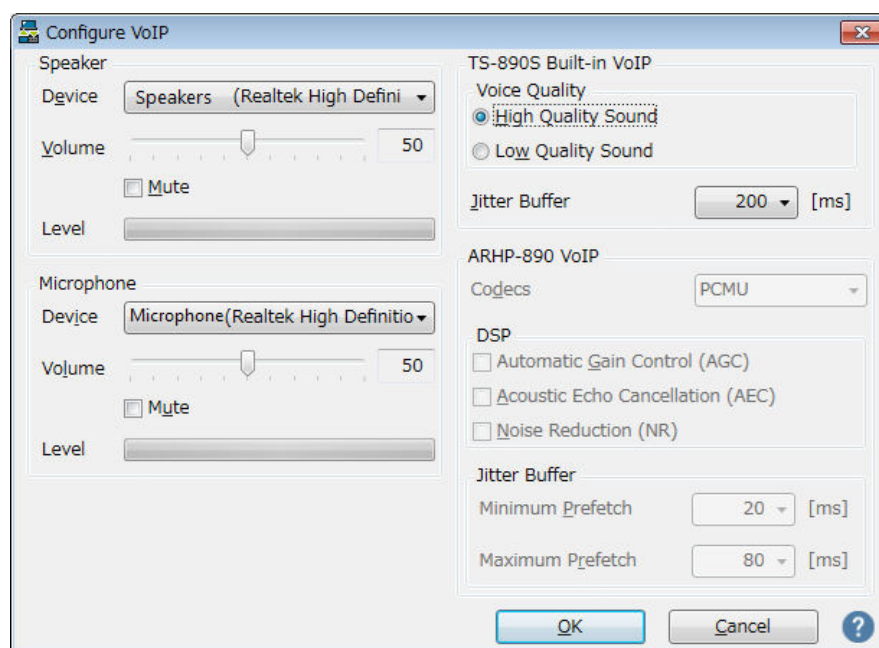 Configure VoIP
Speaker
Device Speakers (Realtek High Defini
Volume 50
Mute
Level
Microphone
Device Microphone(Realtek High Definitio
Volume 50
Mute
Level
TS-890S Built-in VoIP
Voice Quality
High Quality Sound
Low Quality Sound
Jitter Buffer 200 [ms]
ARHP-890 VoIP
Codecs PCMU
DSP
Automatic Gain Control (AGC)
Acoustic Echo Cancellation (AEC)
Noise Reduction (NR)
Jitter Buffer
Minimum Prefetch 20 [ms]
Maximum Prefetch 80 [ms]
OK Cancel ?